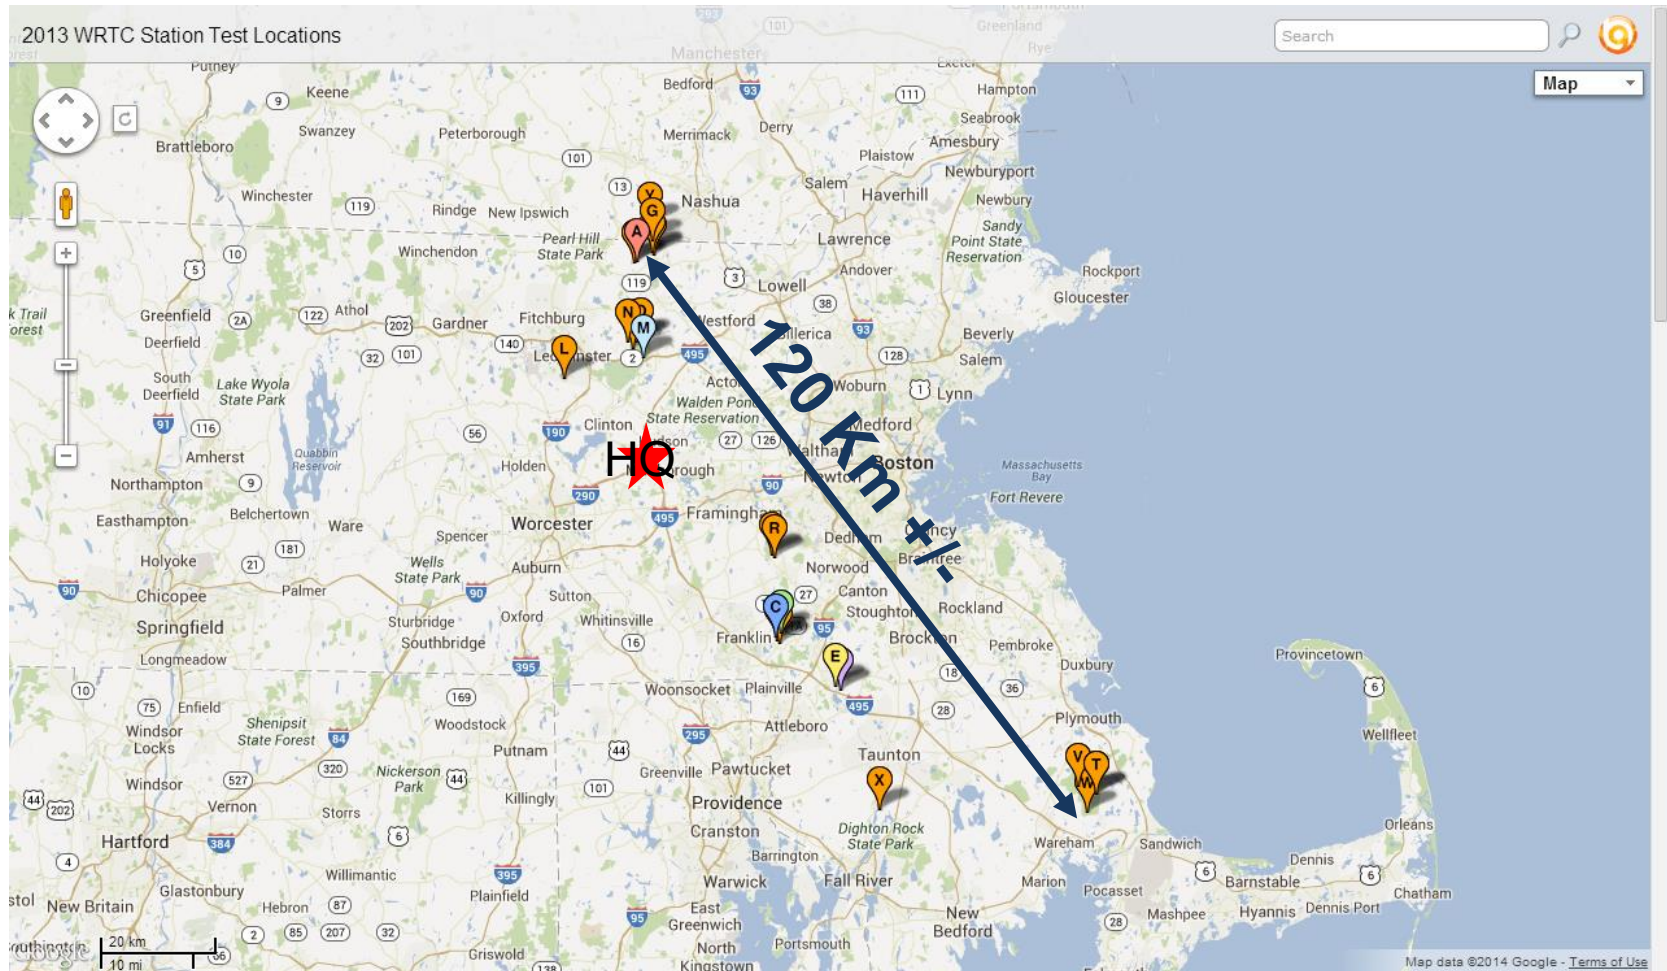 2013 WRTC Station Test Locations
Search
Map
Manchester
Greenland
Rye
Exeter
Putney
Keene
Bedford
Hampton
Swanzey
Peterborough
Merrimack
Derry
Seabrook
Brattleboro
Plaistow
Amesbury
Newburyport
Winchester
Rindge
New Ipswich
Nashua
Salem
Haverhill
Newbury
Y
G
A
Winchendon
Pearl Hill
State Park
Lawrence
Sandy
Point State
Reservation
Andover
Rockport
Lowell
Gloucester
Greenfield
Athol
Gardner
Fitchburg
N
D
M
L
Westford
Billerica
Beverly
Salem
Deerfield
South
Deerfield
Lake Wyola
State Park
Acton
Woburn
Lynn
Walden Pond
State Reservation
Medford
Clinton
Hudson
Waltham
Boston
Amherst
Quabbin
Reservoir
Holden
HQ
Newton
Massachusetts
Bay
Fort Revere
Northampton
Easthampton
Belchertown
Ware
Spencer
Worcester
Framingham
R
Dedham
Quincy
Braintree
120 Km +/-
Holyoke
Wells
State Park
Auburn
Norwood
Chicopee
Palmer
Sutton
Canton
Springfield
Sturbridge
Oxford
Whitinsville
C
Stoughton
Rockland
Southbridge
Franklin
Brockton
Pembroke
Longmeadow
E
Duxbury
Provincetown
Woonsocket
Plainville
Enfield
Windsor
Locks
Shenipsit
State Forest
Woodstock
Attleboro
Plymouth
Wellfleet
Putnam
Taunton
V
T
W
X
Windsor
Nickerson
Park
Greenville
Pawtucket
Vernon
Storrs
Killingly
Providence
Hartford
Cranston
Dighton Rock
State Park
Wareham
Sandwich
Orleans
Barrington
Dennis
Willimantic
Plainfield
Warwick
Fall River
Marion
Pocasset
Barnstable
Chatham
Glastonbury
New Britain
Hebron
East
Greenwich
New
Bedford
Mashpee
Hyannis
Dennis Port
Griswold
North
Kingstown
Portsmouth
20 km
10 mi
Map data ©2014 Google - Terms of Use